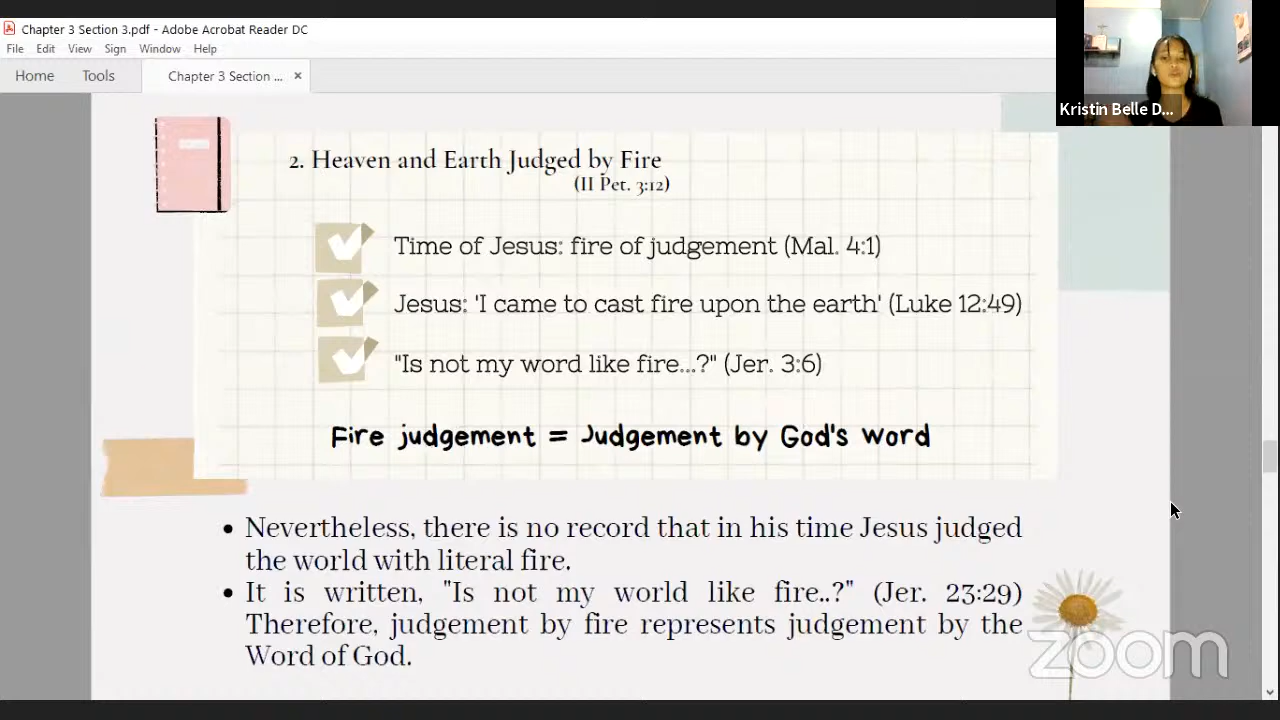 Chapter 3 Section 3.pdf - Adobe Acrobat Reader DC
File Edit View Sign Window Help
Home Tools Chapter 3 Section ... ×
Kristin Belle D...
2. Heaven and Earth Judged by Fire
(II Pet. 3:12)
Time of Jesus: fire of judgement (Mal. 4:1)
Jesus: 'I came to cast fire upon the earth' (Luke 12:49)
"Is not my word like fire...?" (Jer. 3:6)
Fire judgement = Judgement by God's Word
• Nevertheless, there is no record that in his time Jesus judged
the world with literal fire.
• It is written, "Is not my world like fire..?" (Jer. 23:29)
Therefore, judgement by fire represents judgement by the
Word of God.
zoom